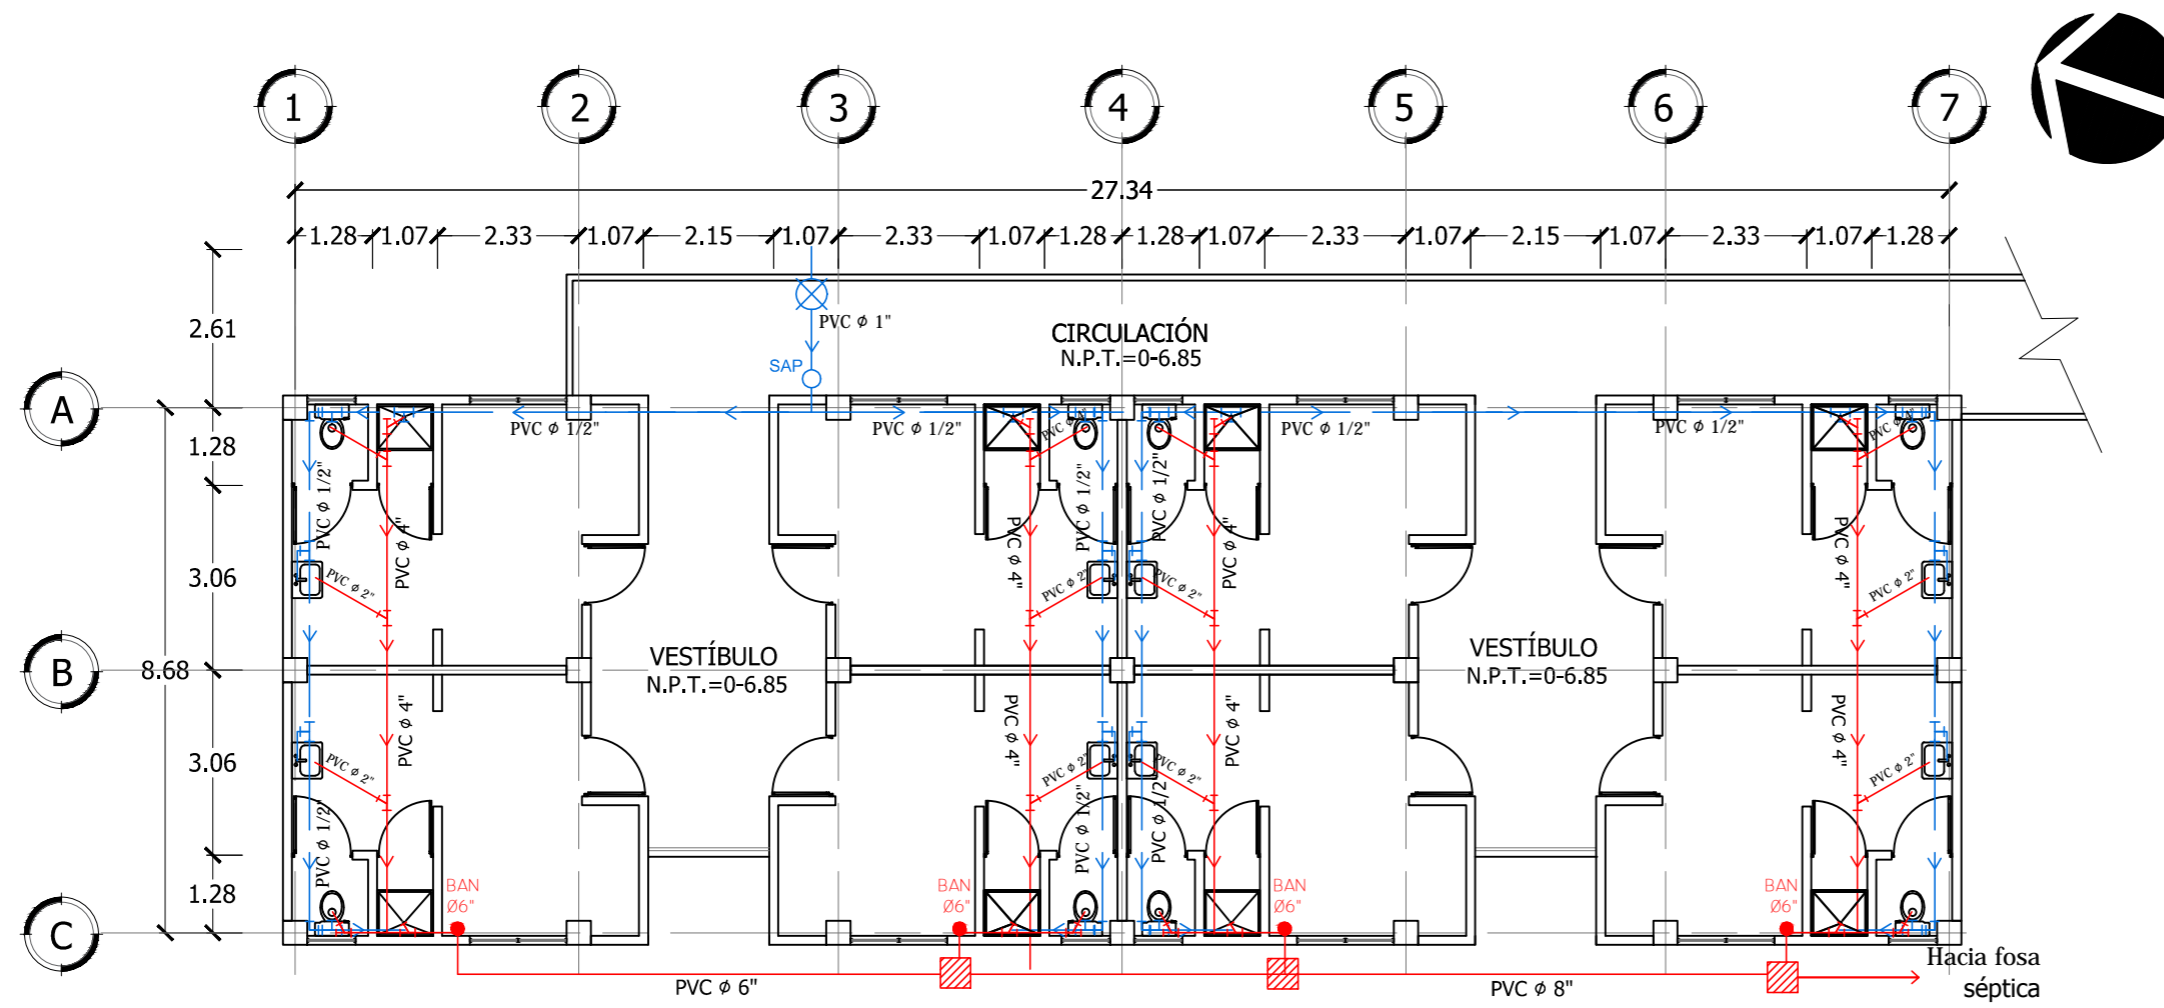 1 2 3 4 5 6 7
27.34
1.28 1.07 2.33 1.07 2.15 1.07 2.33 1.07 1.28 1.28 1.07 2.33 1.07 2.15 1.07 2.33 1.07 1.28
2.61
PVC ϕ 1"
CIRCULACIÓN
N.P.T.=0-6.85
SAP
A
PVC ϕ 1/2" PVC ϕ 1/2" PVC ϕ 1/2" PVC ϕ 1/2"
1.28
PVC ϕ 1/2" PVC ϕ 4" PVC ϕ 4" PVC ϕ 1/2" PVC ϕ 1/2" PVC ϕ 4" PVC ϕ 4"
3.06
PVC ϕ 2" PVC ϕ 2" PVC ϕ 2" PVC ϕ 2"
B
8.68
VESTÍBULO
N.P.T.=0-6.85
VESTÍBULO
N.P.T.=0-6.85
PVC ϕ 4" PVC ϕ 4" PVC ϕ 4" PVC ϕ 4"
3.06
PVC ϕ 2" PVC ϕ 2" PVC ϕ 2" PVC ϕ 2"
PVC ϕ 1/2" PVC ϕ 1/2" PVC ϕ 1/2
1.28
BAN
Ø6"
BAN
Ø6"
BAN
Ø6"
BAN
Ø6"
C
PVC ϕ 6" PVC ϕ 8"
Hacia fosa
séptica